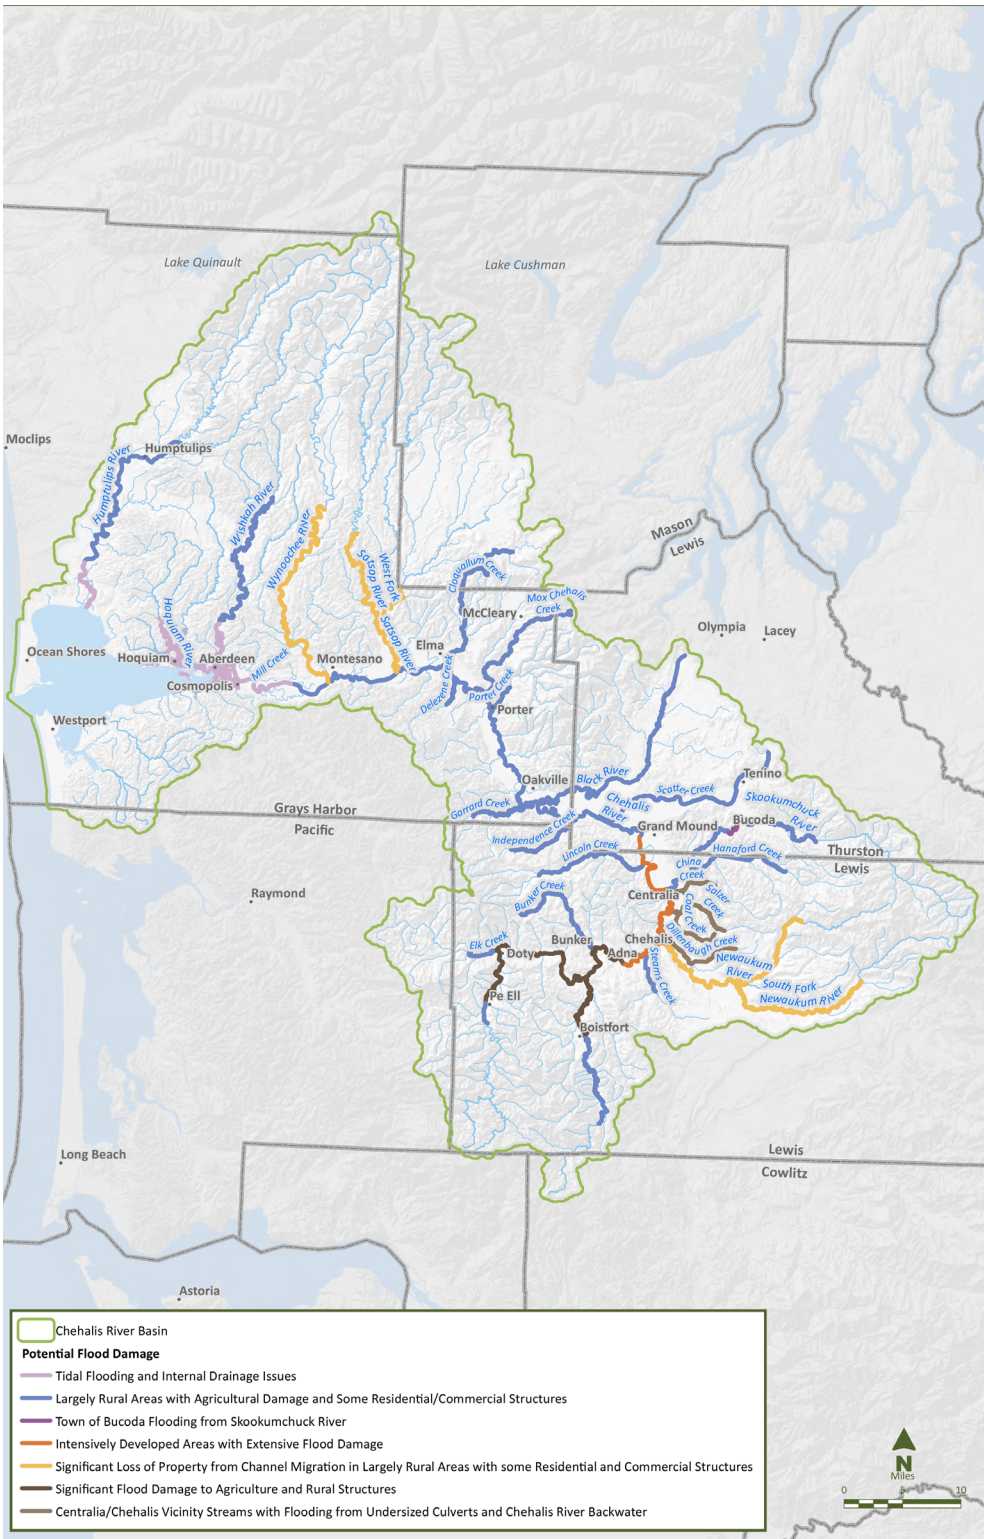 Lake Quinault
Lake Cushman
Moclips
Humptulips
Humptulips River
Wishkah River
Wynoochee River
West Fork
Satsop River
Satsop River
Cloquallum Creek
Mason
Lewis
McCleary
Mox Chehalis
Creek
Olympia
Lacey
Hoquiam River
Ocean Shores
Hoquiam
Aberdeen
Mill Creek
Montesano
Elma
Cosmopolis
Delezene Creek
Porter Creek
Porter
Westport
Oakville
Black River
Tenino
Scatter Creek
Skookumchuck
River
Garrard Creek
Chehalis
River
Grays Harbor
Pacific
Independence Creek
Grand Mound
Bucoda
Lincoln Creek
China
Creek
Hanaford Creek
Thurston
Lewis
Raymond
Bunker Creek
Centralia
Salzer
Creek
Coal Creek
Elk Creek
Doty
Bunker
Adna
Chehalis
Dillenbaugh Creek
Newaukum
River
Stearns Creek
South Fork
Newaukum River
Pe Ell
Boistfort
Long Beach
Lewis
Cowlitz
Astoria
Chehalis River Basin
Potential Flood Damage
Tidal Flooding and Internal Drainage Issues
Largely Rural Areas with Agricultural Damage and Some Residential/Commercial Structures
Town of Bucoda Flooding from Skookumchuck River
Intensively Developed Areas with Extensive Flood Damage
Significant Loss of Property from Channel Migration in Largely Rural Areas with some Residential and Commercial Structures
Significant Flood Damage to Agriculture and Rural Structures
Centralia/Chehalis Vicinity Streams with Flooding from Undersized Culverts and Chehalis River Backwater
N
Miles
0 5 10